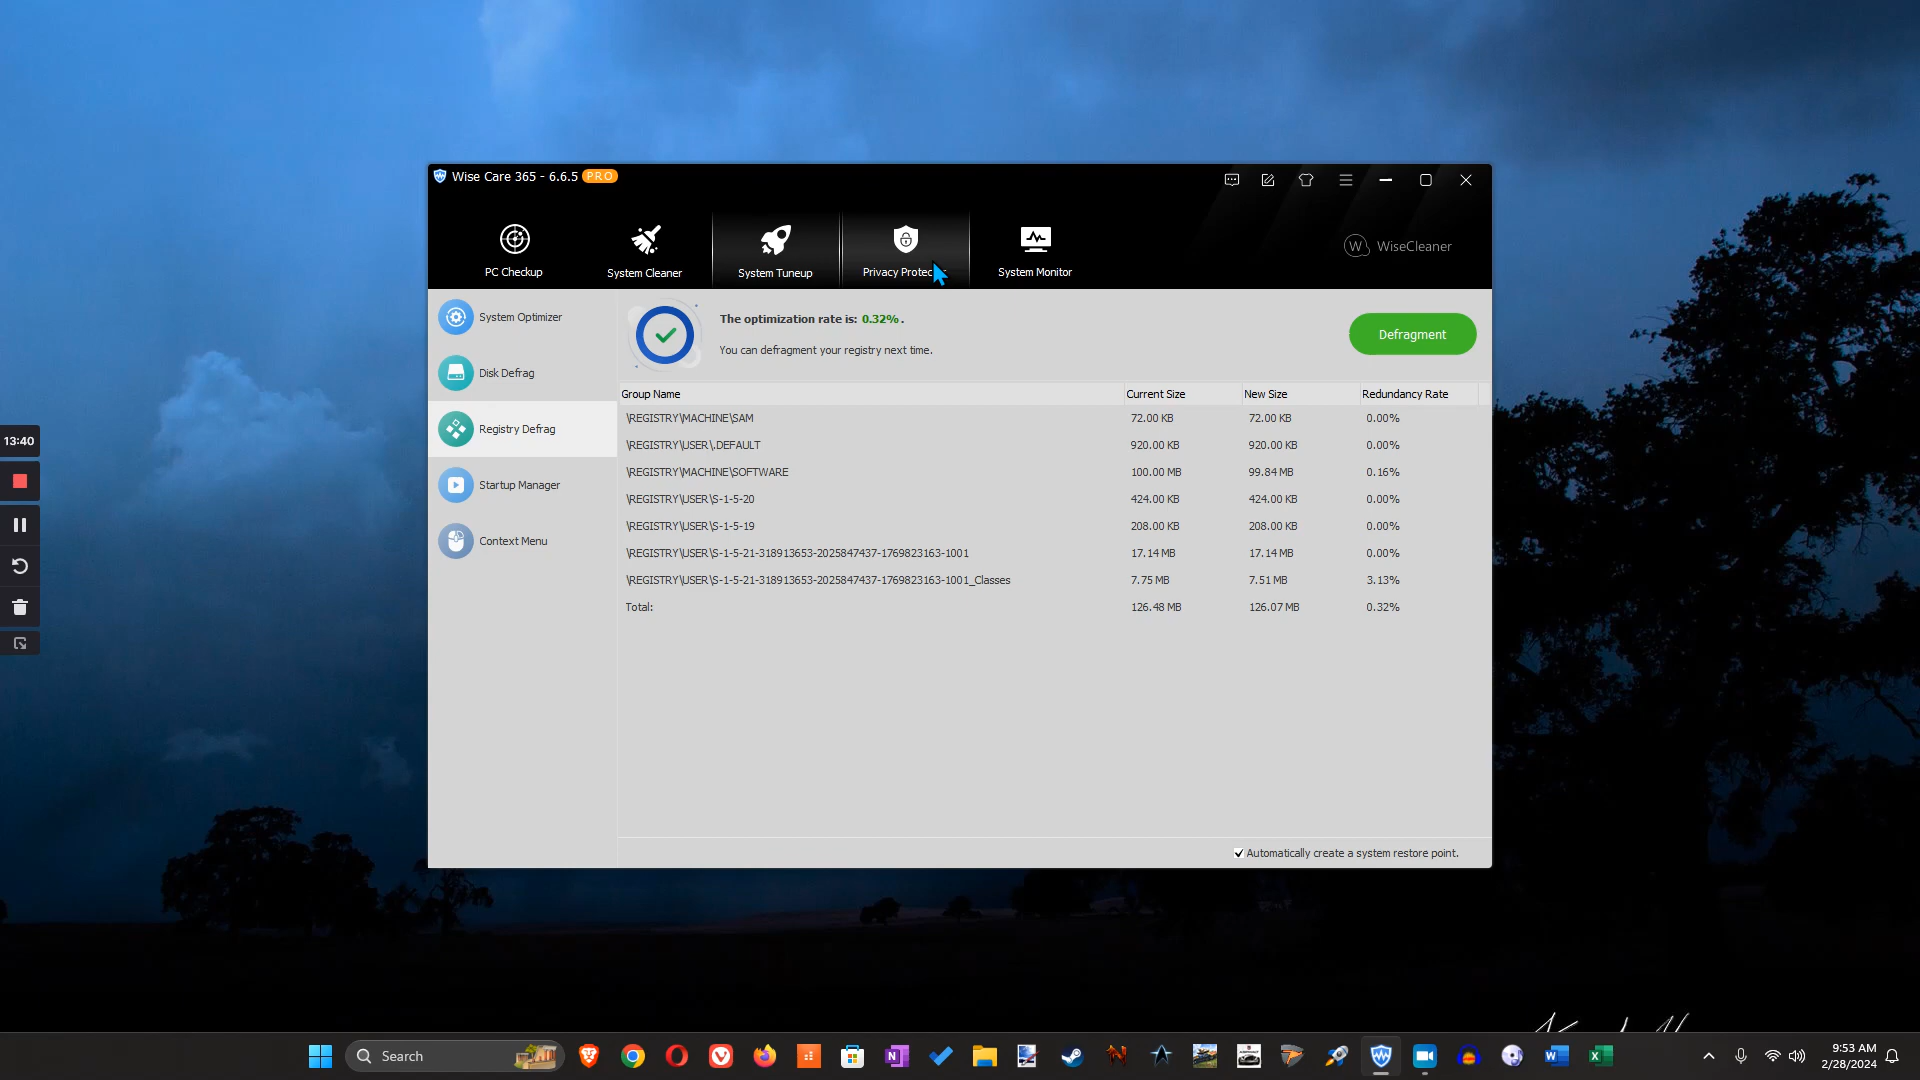 Wise Care 365 - 6.6.5 PRO
PC Checkup
System Cleaner
System Tuneup
Privacy Protec
System Monitor
WiseCleaner
System Optimizer
Disk Defrag
Registry Defrag
Startup Manager
Context Menu
The optimization rate is: 0.32% .
You can defragment your registry next time.
Defragment
Group Name Current Size New Size Redundancy Rate
\REGISTRY\MACHINE\SAM 72.00 KB 72.00 KB 0.00%
\REGISTRY\USER\.DEFAULT 920.00 KB 920.00 KB 0.00%
\REGISTRY\MACHINE\SOFTWARE 100.00 MB 99.84 MB 0.16%
\REGISTRY\USER\S-1-5-20 424.00 KB 424.00 KB 0.00%
\REGISTRY\USER\S-1-5-19 208.00 KB 208.00 KB 0.00%
\REGISTRY\USER\S-1-5-21-318913653-2025847437-1769823163-1001 17.14 MB 17.14 MB 0.00%
\REGISTRY\USER\S-1-5-21-318913653-2025847437-1769823163-1001_Classes 7.75 MB 7.51 MB 3.13%
Total: 126.48 MB 126.07 MB 0.32%
Automatically create a system restore point.
13:40
Search
9:53 AM
2/28/2024